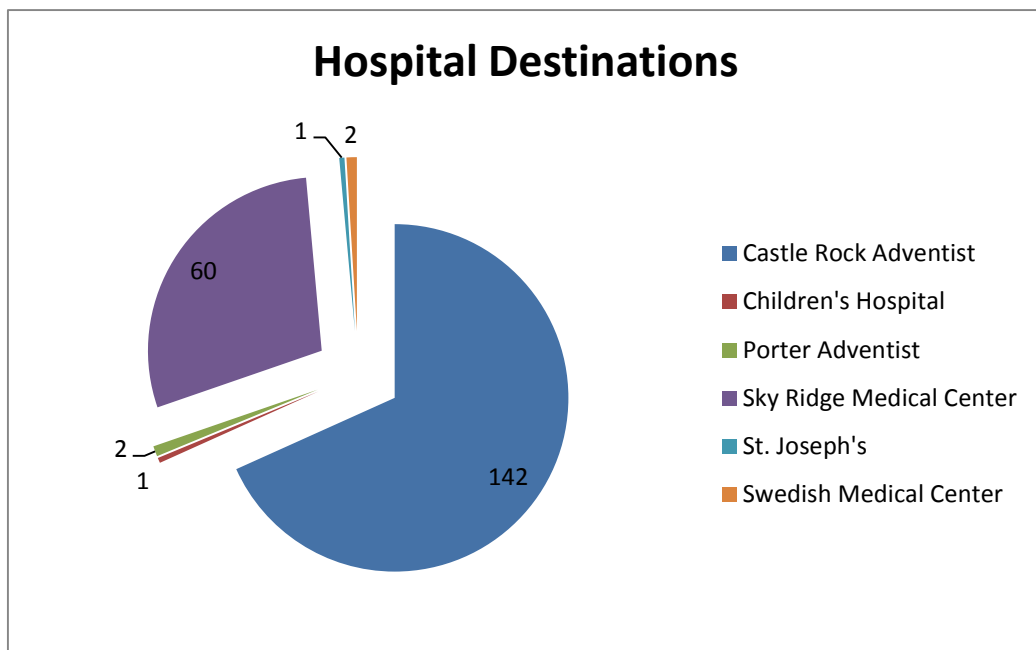 Hospital Destinations
1
2
60
2
1
142
Castle Rock Adventist
Children's Hospital
Porter Adventist
Sky Ridge Medical Center
St. Joseph's
Swedish Medical Center